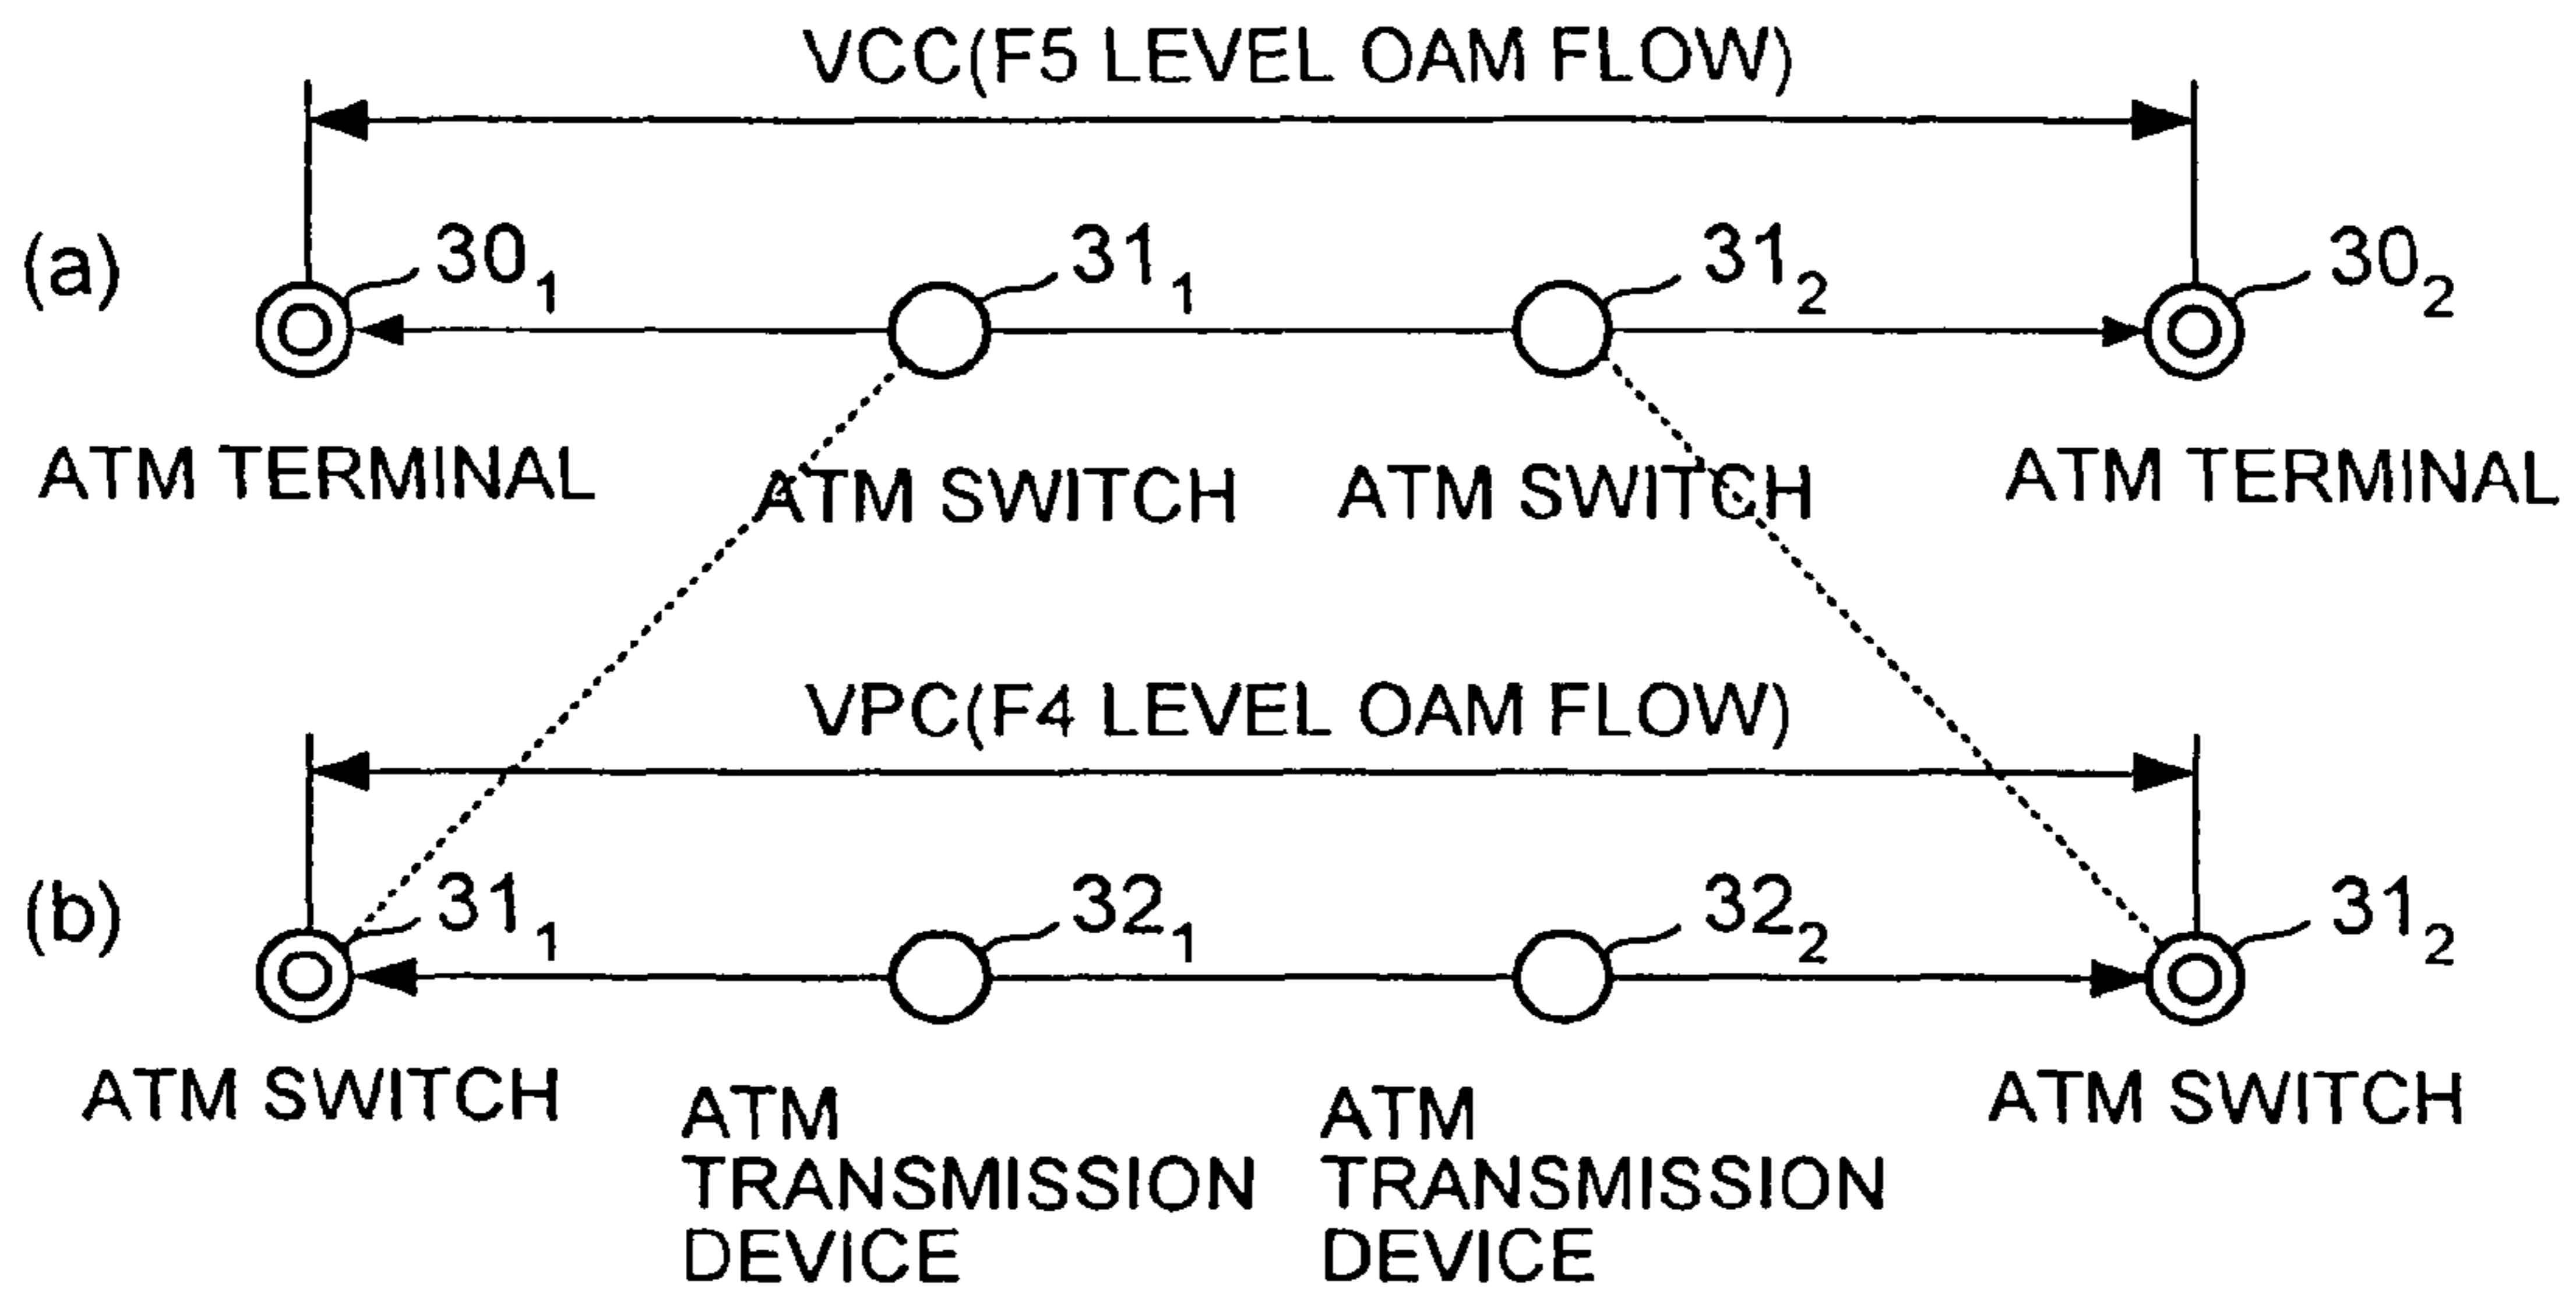 VCC(F5 LEVEL OAM FLOW)
(a)
30₁
31₁
31₂
30₂
ATM TERMINAL
ATM SWITCH
ATM SWITCH
ATM TERMINAL
VPC(F4 LEVEL OAM FLOW)
(b)
31₁
32₁
32₂
31₂
ATM SWITCH
ATM
TRANSMISSION
DEVICE
ATM
TRANSMISSION
DEVICE
ATM SWITCH